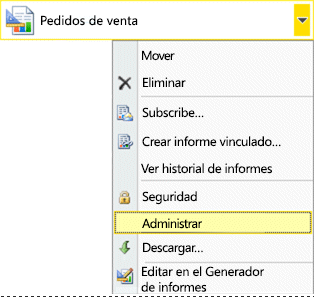 Pedidos de venta
Mover
Eliminar
Subscribe...
Crear informe vinculado...
Ver historial de informes
Seguridad
Administrar
Descargar...
Editar en el Generador
de informes